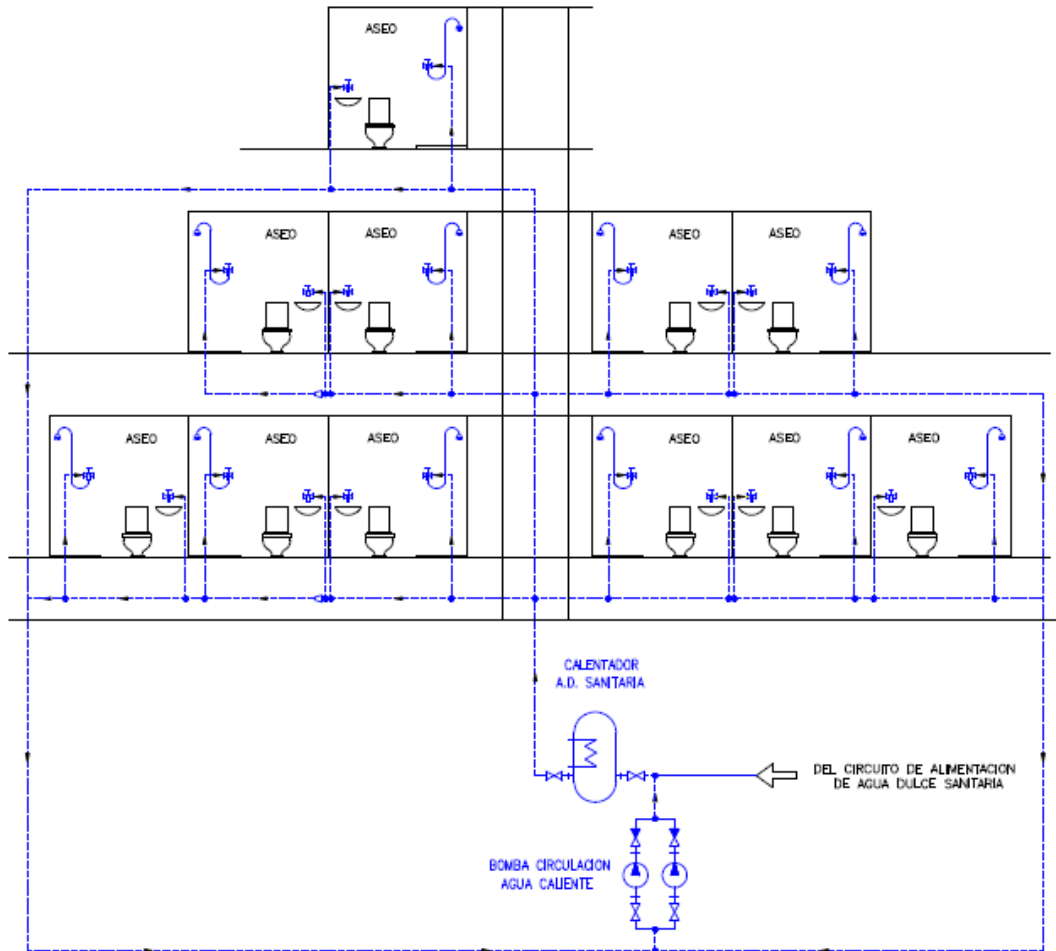 ASEO
ASEO
ASEO
ASEO
ASEO
ASEO
ASEO
ASEO
ASEO
ASEO
ASEO
CALENTADOR
A.D. SANITARIA
DEL CIRCUITO DE ALIMENTACION
DE AGUA DULCE SANITARIA
BOMBA CIRCULACION
AGUA CALIENTE